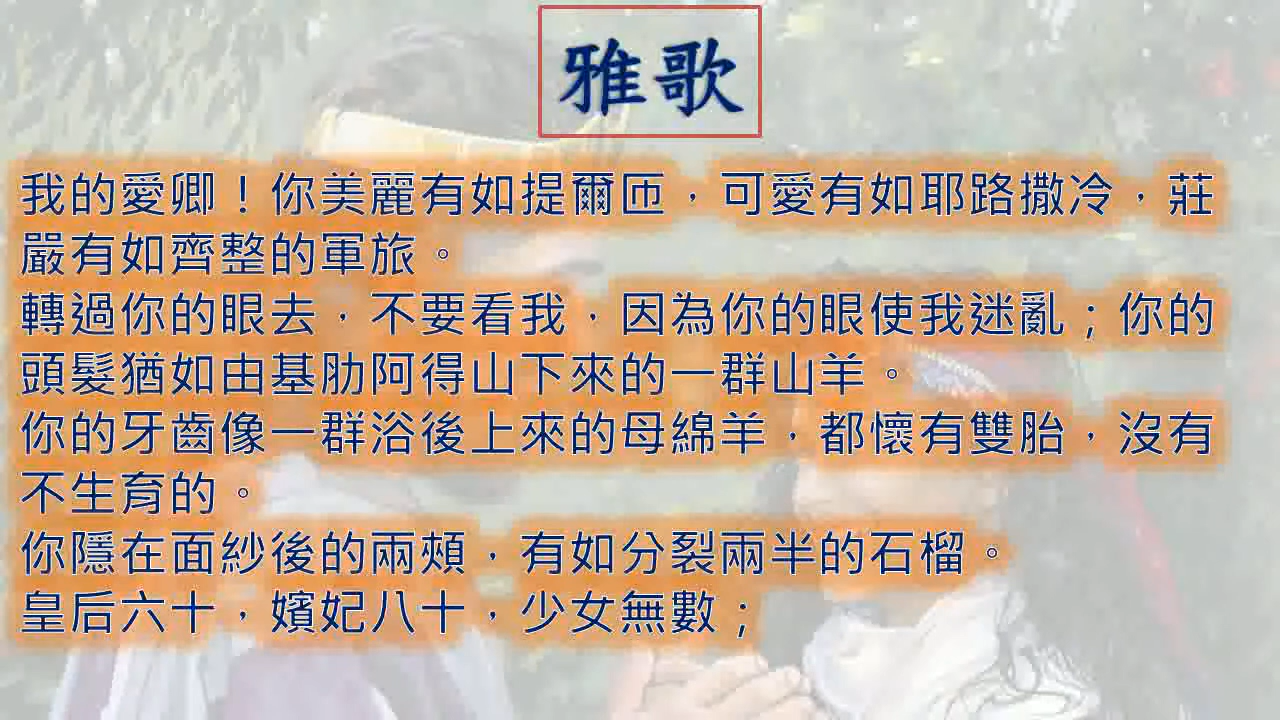 雅歌
我的愛卿！你美麗有如提爾匝，可愛有如耶路撒冷，莊
嚴有如齊整的軍旅。
轉過你的眼去，不要看我，因為你的眼使我迷亂；你的
頭髮猶如由基肋阿得山下來的一群山羊。
你的牙齒像一群浴後上來的母綿羊，都懷有雙胎，沒有
不生育的。
你隱在面紗後的兩頰，有如分裂兩半的石榴。
皇后六十，嬪妃八十，少女無數；